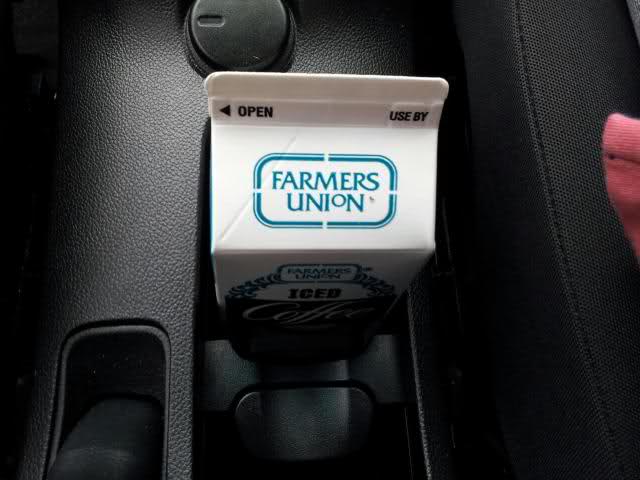 ◄ OPEN USE BY
FARMERS
UNION
FARMERS
UNION
ICED
Coffee